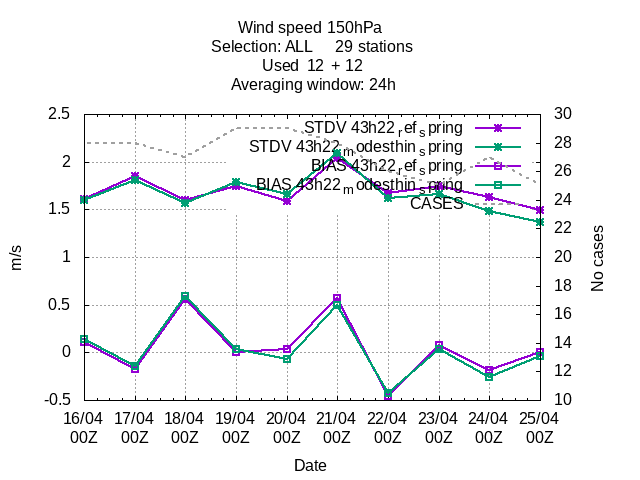 Wind speed 150hPa
Selection: ALL 29 stations
Used 12 + 12
Averaging window: 24h
2.5
2
1.5
1
0.5
0
-0.5
m/s
STDV 43h22_ref_spring
STDV 43h22_modesthin_spring
BIAS 43h22_ref_spring
BIAS 43h22_modesthin_spring
CASES
30
28
26
24
22
20
18
16
14
12
10
No cases
16/04 17/04 18/04 19/04 20/04 21/04 22/04 23/04 24/04 25/04
00Z 00Z 00Z 00Z 00Z 00Z 00Z 00Z 00Z 00Z
Date